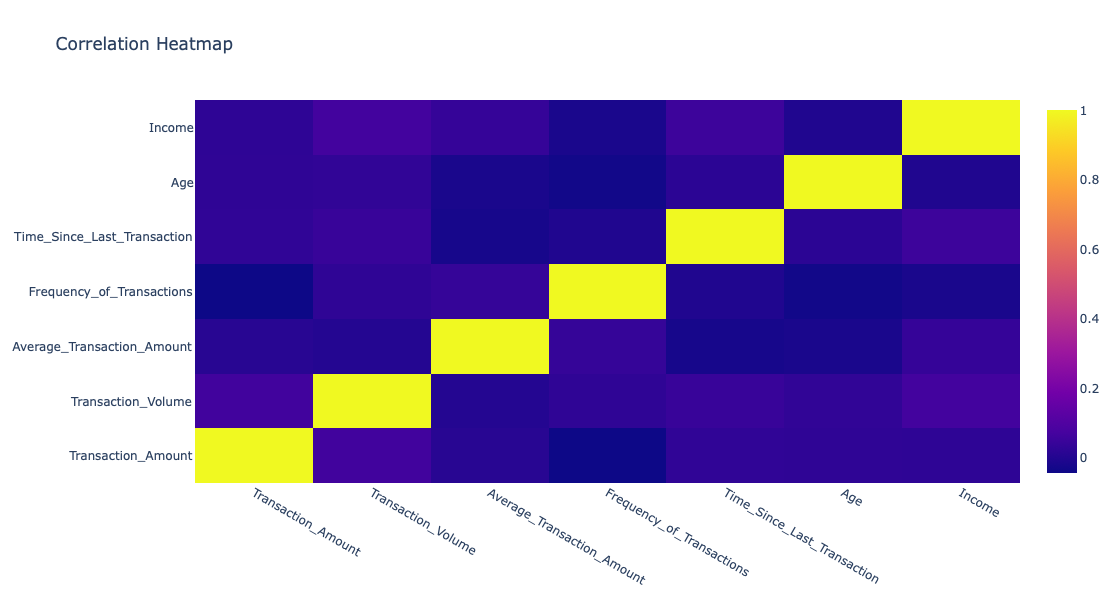 Correlation Heatmap
Income
Age
Time_Since_Last_Transaction
Frequency_of_Transactions
Average_Transaction_Amount
Transaction_Volume
Transaction_Amount
Transaction_Amount
Transaction_Volume
Average_Transaction_Amount
Frequency_of_Transactions
Time_Since_Last_Transaction
Age
Income
1
0.8
0.6
0.4
0.2
0